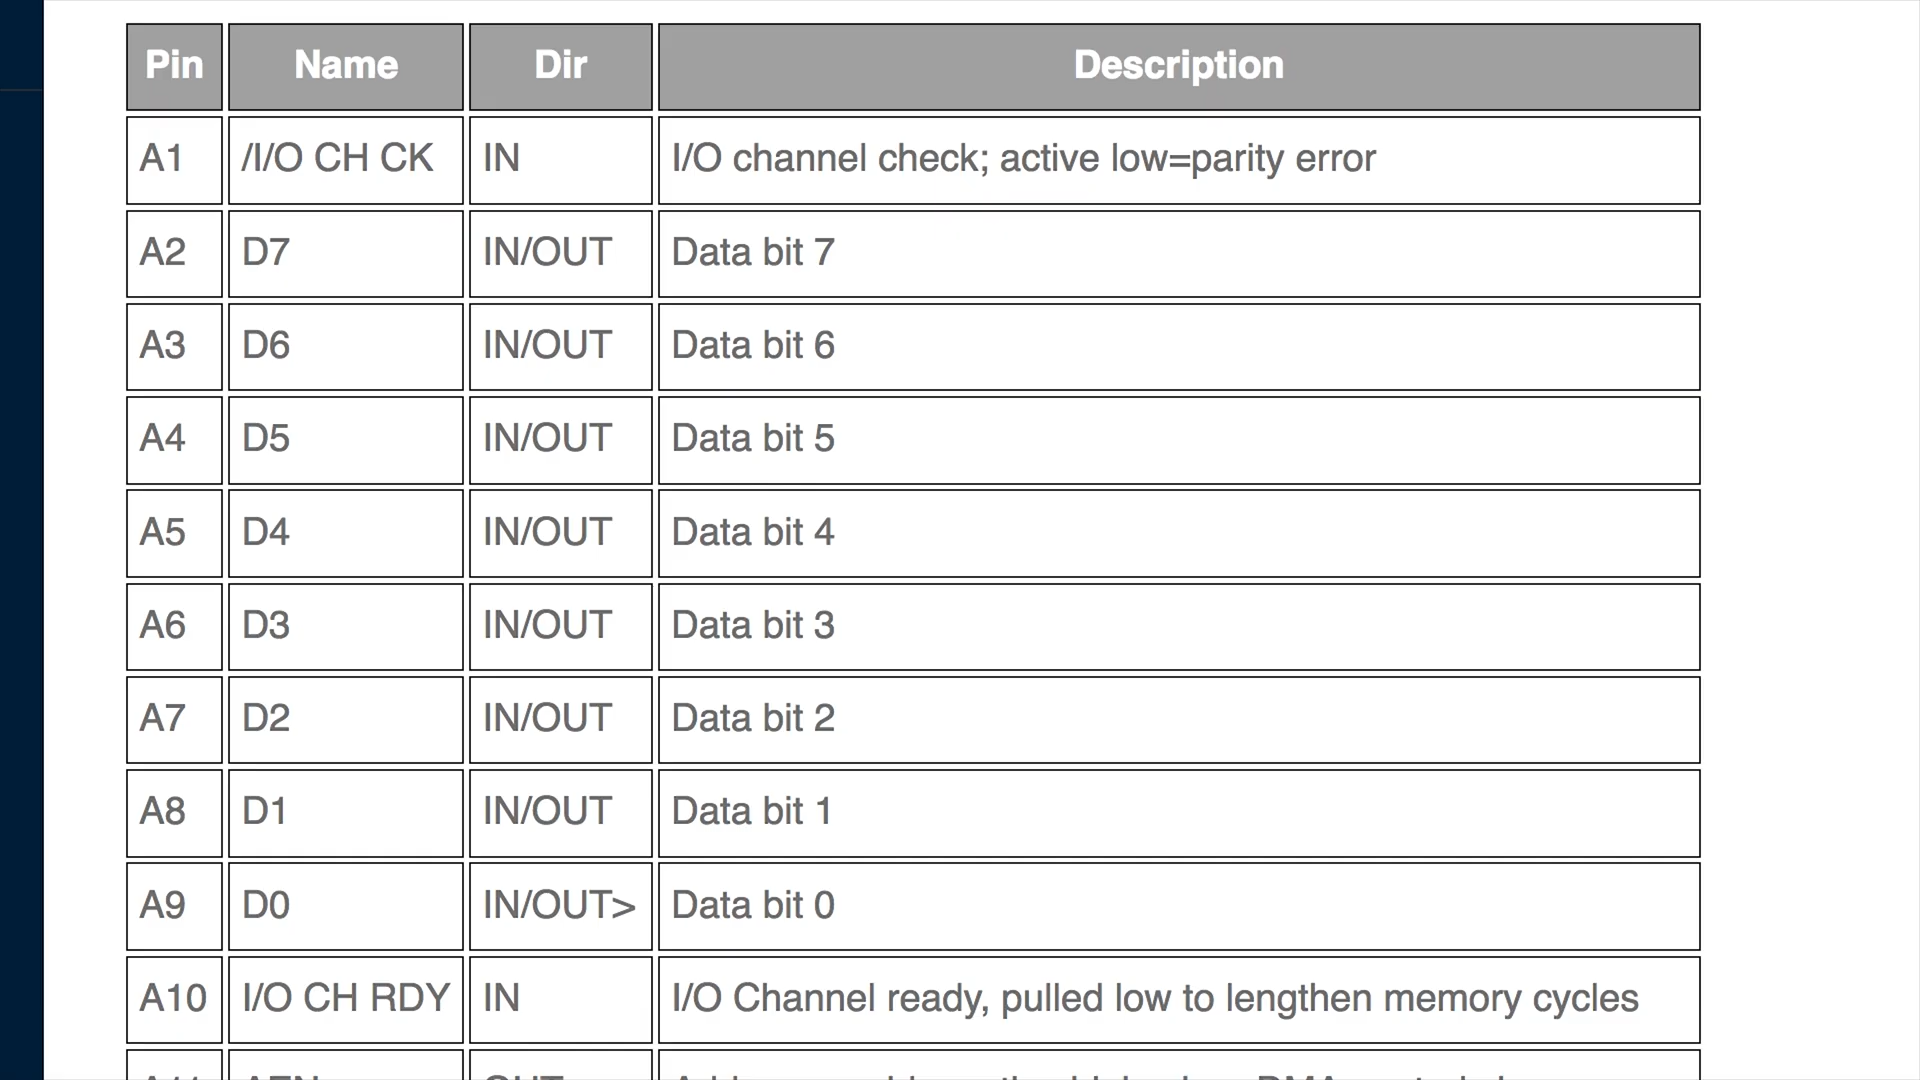 Pin Name Dir Description
A1 /I/O CH CK IN I/O channel check; active low=parity error
A2 D7 IN/OUT Data bit 7
A3 D6 IN/OUT Data bit 6
A4 D5 IN/OUT Data bit 5
A5 D4 IN/OUT Data bit 4
A6 D3 IN/OUT Data bit 3
A7 D2 IN/OUT Data bit 2
A8 D1 IN/OUT Data bit 1
A9 D0 IN/OUT> Data bit 0
A10 I/O CH RDY IN I/O Channel ready, pulled low to lengthen memory cycles